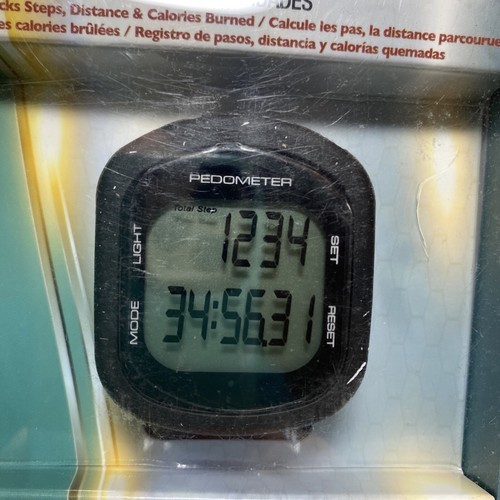 cks Steps, Distance & Calories Burned / Calcule les pas, la distance parcourue
es calories brûlées / Registro de pasos, distancia y calorías quemadas
PEDOMETER
Total Step
LIGHT
1234
SET
MODE
34:56.31
RESET